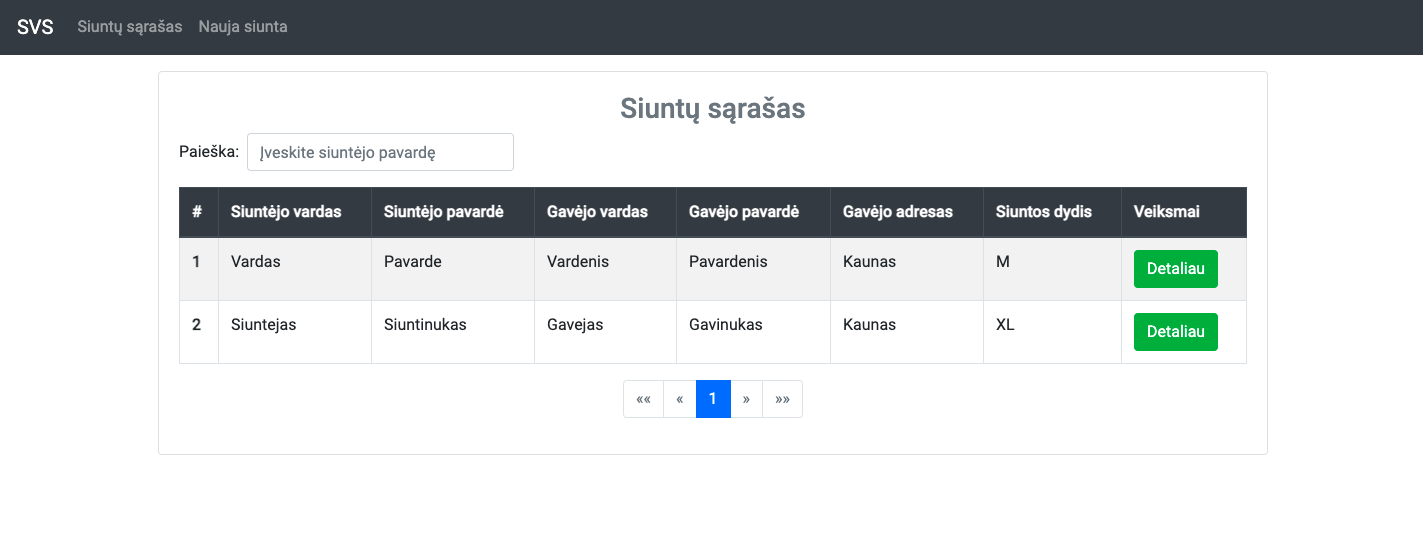 SVS Siuntų sąrašas Nauja siunta
Siuntų sąrašas
Paieška: Įveskite siuntėjo pavardę
# Siuntėjo vardas Siuntėjo pavardė Gavėjo vardas Gavėjo pavardė Gavėjo adresas Siuntos dydis Veiksmai
1 Vardas Pavarde Vardenis Pavardenis Kaunas M Detaliau
2 Siuntejas Siuntinukas Gavejas Gavinukas Kaunas XL Detaliau
«« « 1 » »»